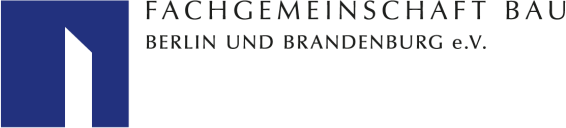 FACHGEMEINSCHAFT BAU
BERLIN UND BRANDENBURG e.V.